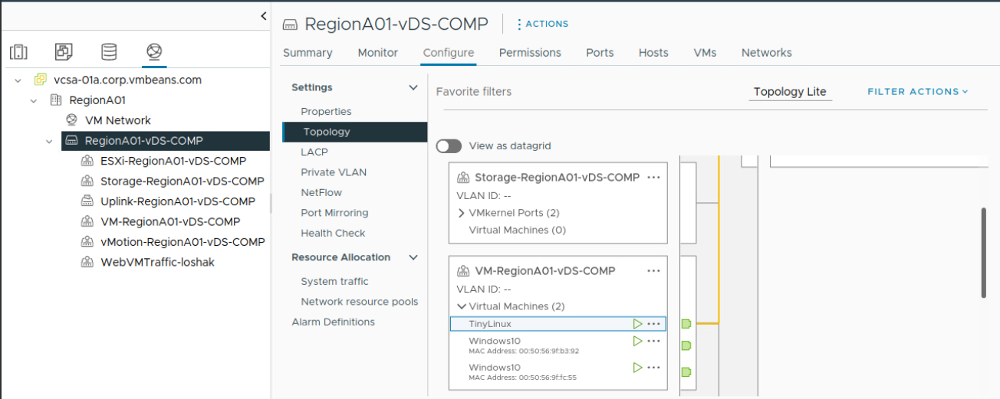 RegionA01-vDS-COMP
ACTIONS
Summary Monitor Configure Permissions Ports Hosts VMs Networks
vcsa-01a.corp.vmbeans.com
RegionA01
VM Network
RegionA01-vDS-COMP
ESXi-RegionA01-vDS-COMP
Storage-RegionA01-vDS-COMP
Uplink-RegionA01-vDS-COMP
VM-RegionA01-vDS-COMP
vMotion-RegionA01-vDS-COMP
WebVMTraffic-loshak
Settings
Properties
Topology
LACP
Private VLAN
NetFlow
Port Mirroring
Health Check
Resource Allocation
System traffic
Network resource pools
Alarm Definitions
Favorite filters
Topology Lite
FILTER ACTIONS
View as datagrid
Storage-RegionA01-vDS-COMP ...
VLAN ID: --
VMkernel Ports (2)
Virtual Machines (0)
VM-RegionA01-vDS-COMP ...
VLAN ID: --
Virtual Machines (2)
TinyLinux ...
Windows10 ...
MAC Address: 00:50:56:9f:b3:92
Windows10 ...
MAC Address: 00:50:56:9f:fc:55